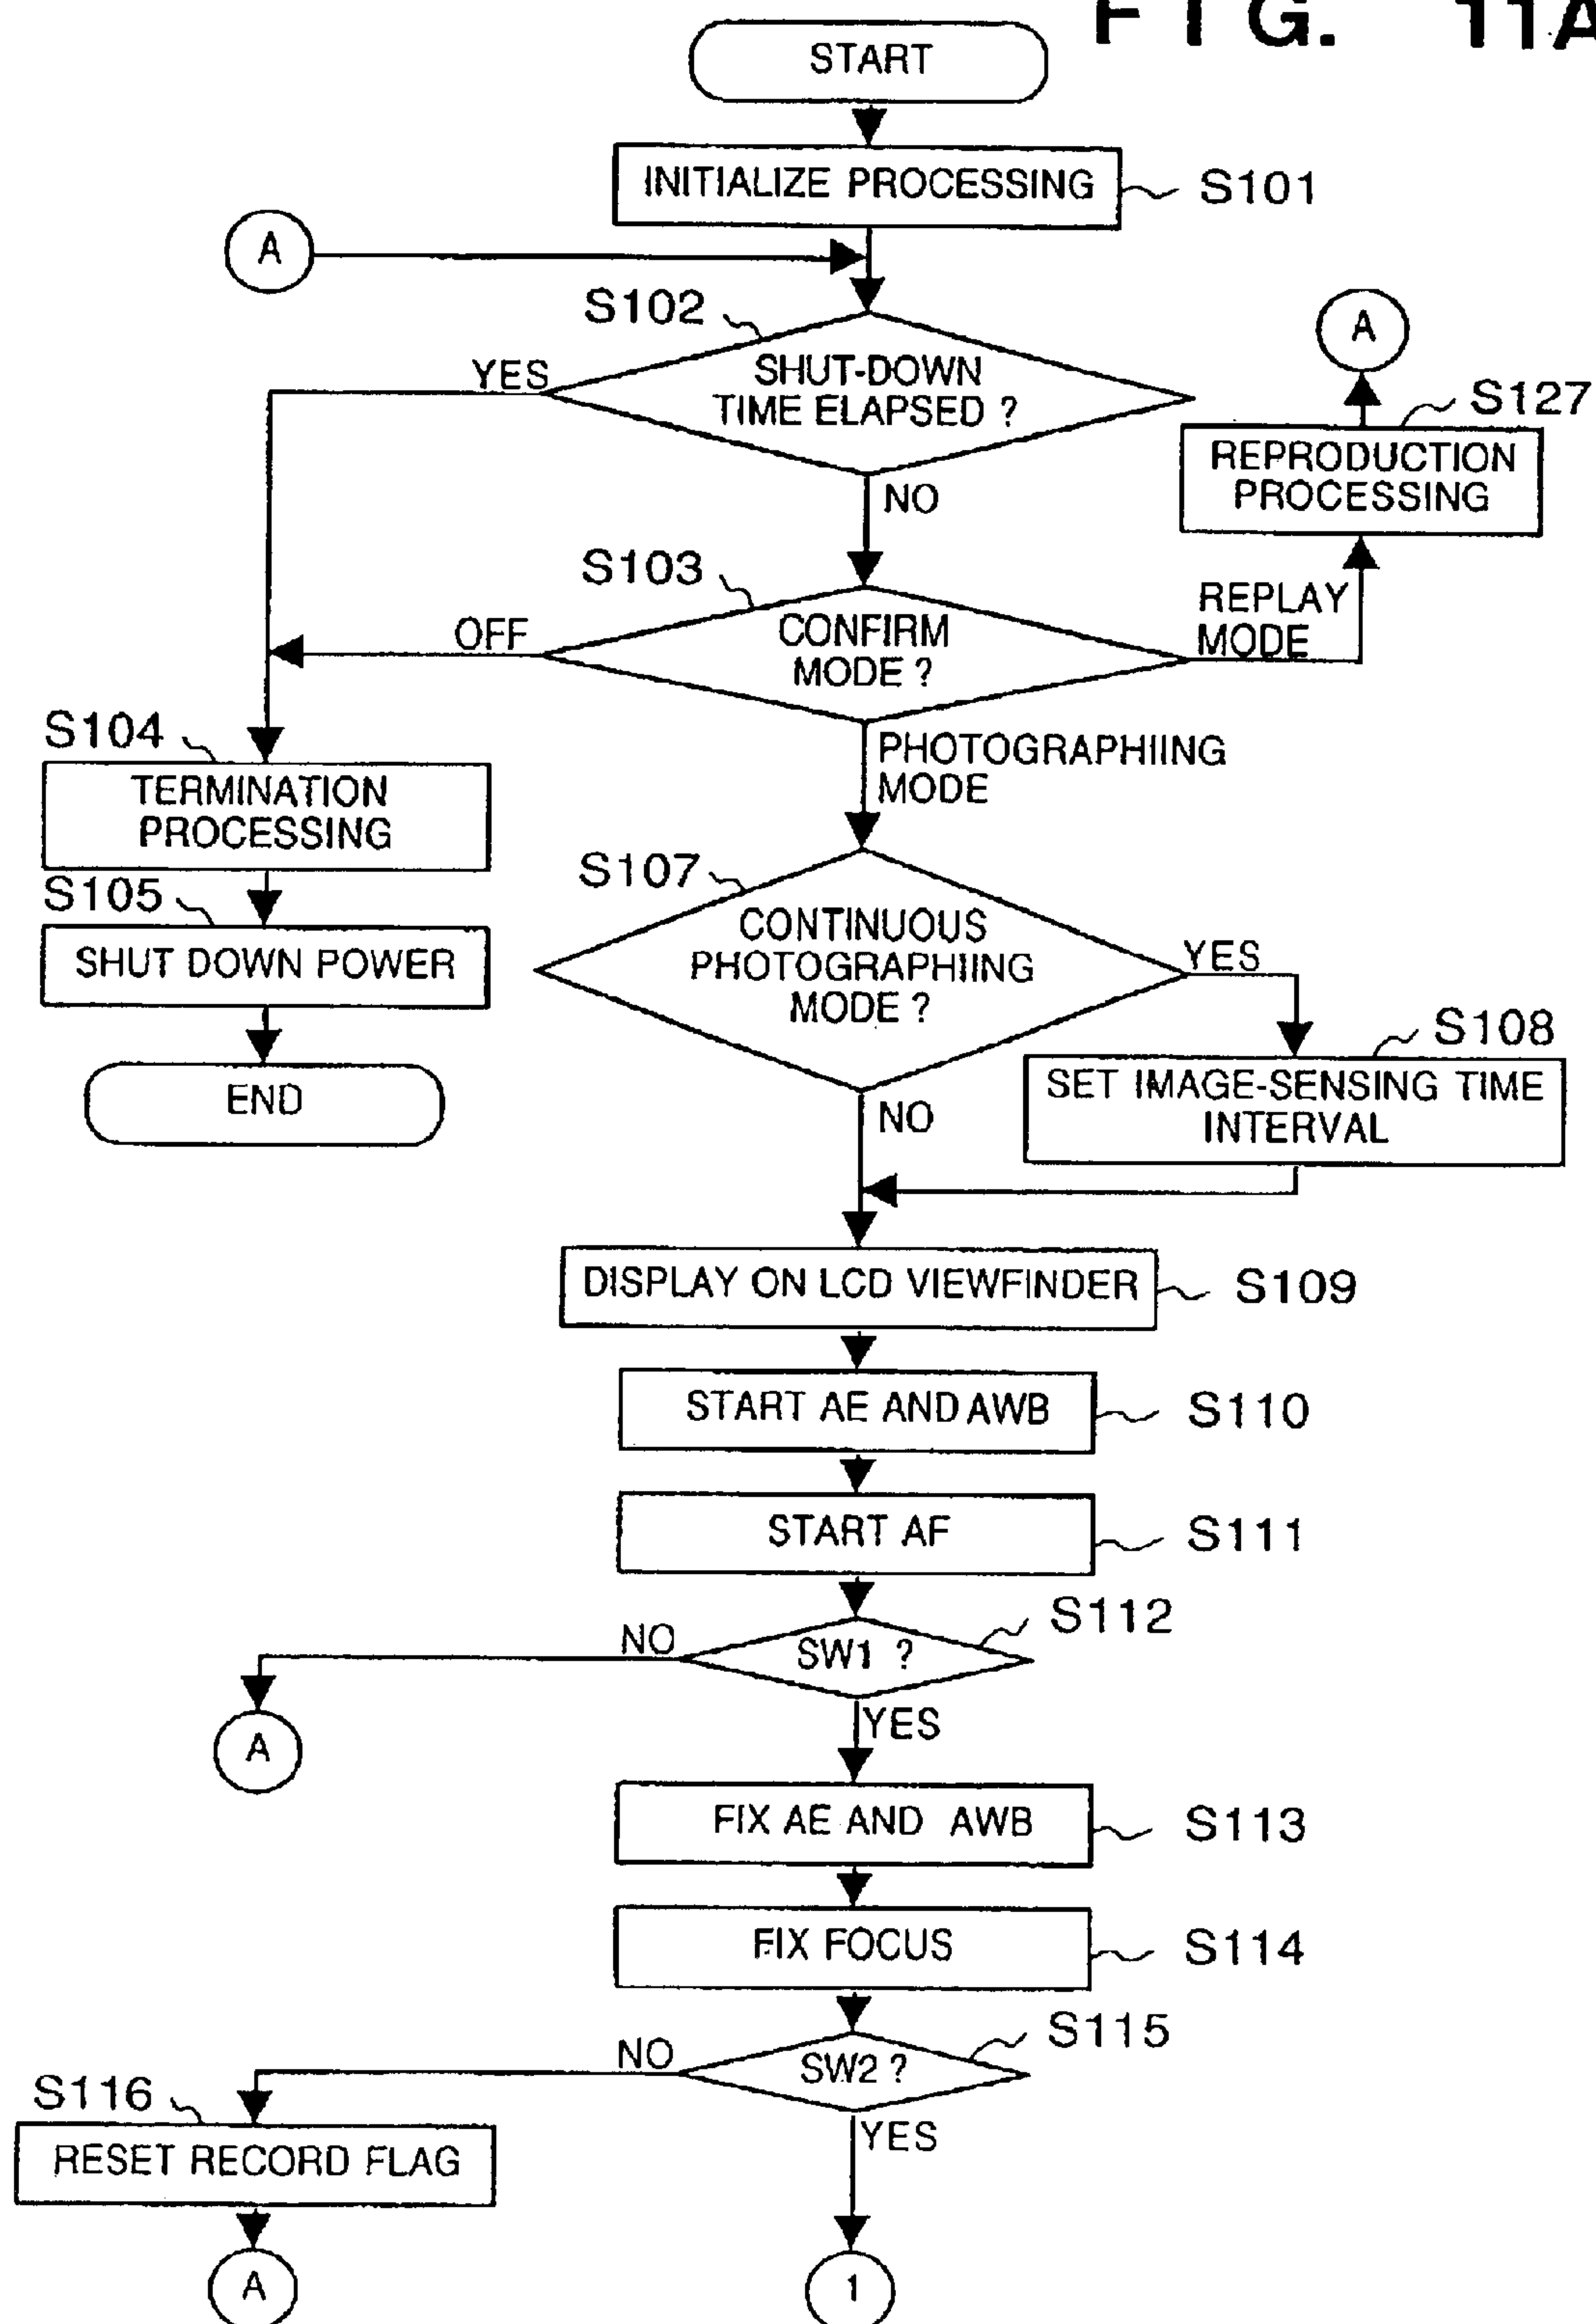 FIG. 11A
START
INITIALIZE PROCESSING
S101
A
S102
SHUT-DOWN
TIME ELAPSED ?
YES
NO
A
S127
REPRODUCTION
PROCESSING
S103
CONFIRM
MODE ?
OFF
REPLAY
MODE
PHOTOGRAPHIING
MODE
S104
TERMINATION
PROCESSING
S105
SHUT DOWN POWER
END
S107
CONTINUOUS
PHOTOGRAPHIING
MODE ?
YES
NO
S108
SET IMAGE-SENSING TIME
INTERVAL
DISPLAY ON LCD VIEWFINDER
S109
START AE AND AWB
S110
START AF
S111
S112
SW1 ?
NO
YES
A
FIX AE AND AWB
S113
FIX FOCUS
S114
S115
SW2 ?
NO
YES
S116
RESET RECORD FLAG
A
1